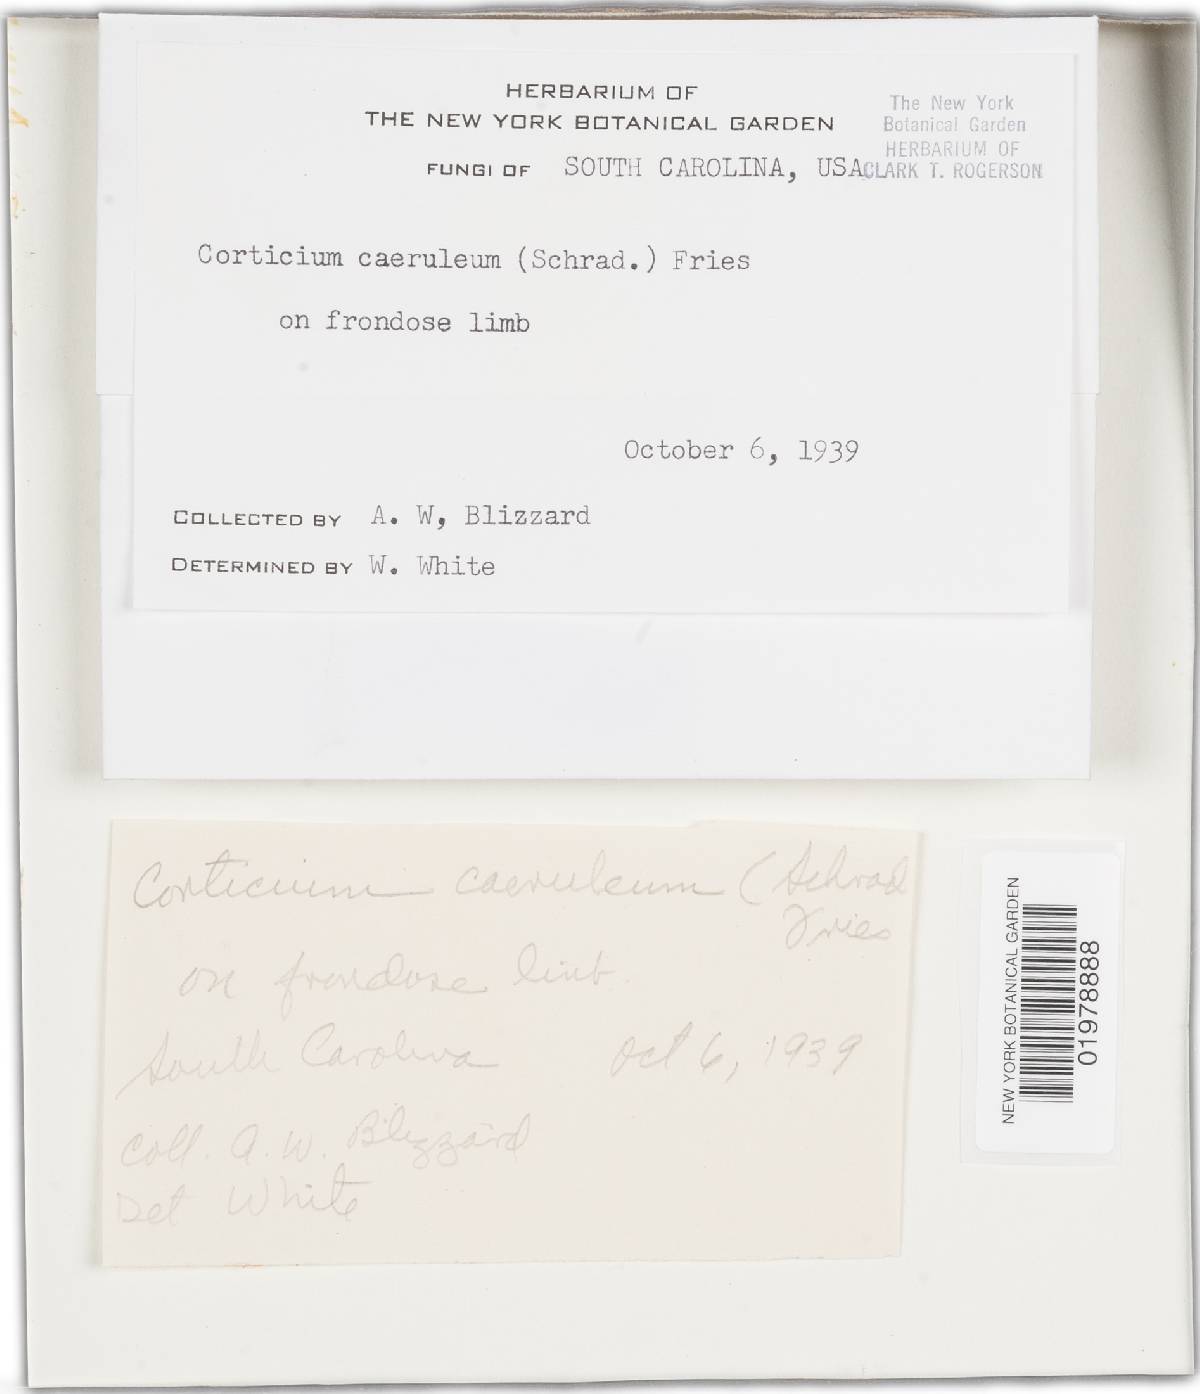 HERBARIUM OF
THE NEW YORK BOTANICAL GARDEN
FUNGI OF SOUTH CAROLINA, USA
The New York
Botanical Garden
HERBARIUM OF
CLARK T. ROGERSON
Corticium caeruleum (Schrad.) Fries
on frondose limb
October 6, 1939
COLLECTED BY A. W, Blizzard
DETERMINED BY W. White
Corticium caeruleum (Schrad
Fries
on frondose limb
South Carolina Oct 6, 1939
Coll. A. W. Blizzard
Det White
NEW YORK BOTANICAL GARDEN
01978888